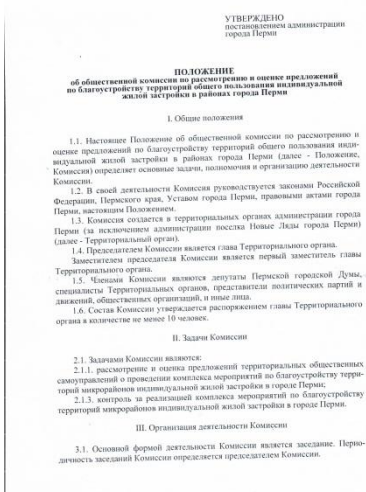 УТВЕРЖДЕНО
постановлением администрации
города Перми
ПОЛОЖЕНИЕ
об общественной комиссии по рассмотрению и оценке предложений
по благоустройству территорий общего пользования индивидуальной
жилой застройки в районах города Перми
I. Общие положения
1.1. Настоящее Положение об общественной комиссии по рассмотрению и
оценке предложений по благоустройству территорий общего пользования инди-
видуальной жилой застройки в районах города Перми (далее - Положение,
Комиссия) определяет основные задачи, полномочия и организацию деятельности
Комиссии.
1.2. В своей деятельности Комиссия руководствуется законами Российской
Федерации, Пермского края, Уставом города Перми, правовыми актами города
Перми, настоящим Положением.
1.3. Комиссия создается в территориальных органах администрации города
Перми (за исключением администрации поселка Новые Ляды города Перми)
(далее - Территориальный орган).
1.4. Председателем Комиссии является глава Территориального органа.
Заместителем председателя Комиссии является первый заместитель главы
Территориального органа.
1.5. Членами Комиссии являются депутаты Пермской городской Думы,
специалисты Территориальных органов, представители политических партий и
движений, общественных организаций, и иные лица.
1.6. Состав Комиссии утверждается распоряжением главы Территориального
органа в количестве не менее 10 человек.
II. Задачи Комиссии
2.1. Задачами Комиссии являются:
2.1.1. рассмотрение и оценка предложений территориальных общественных
самоуправлений о проведении комплекса мероприятий по благоустройству терри-
торий микрорайонов индивидуальной жилой застройки в городе Перми;
2.1.3. контроль за реализацией комплекса мероприятий по благоустройству
территорий микрорайонов индивидуальной жилой застройки в городе Перми.
III. Организация деятельности Комиссии
3.1. Основной формой деятельности Комиссии является заседание. Перио-
дичность заседаний Комиссии определяется председателем Комиссии.